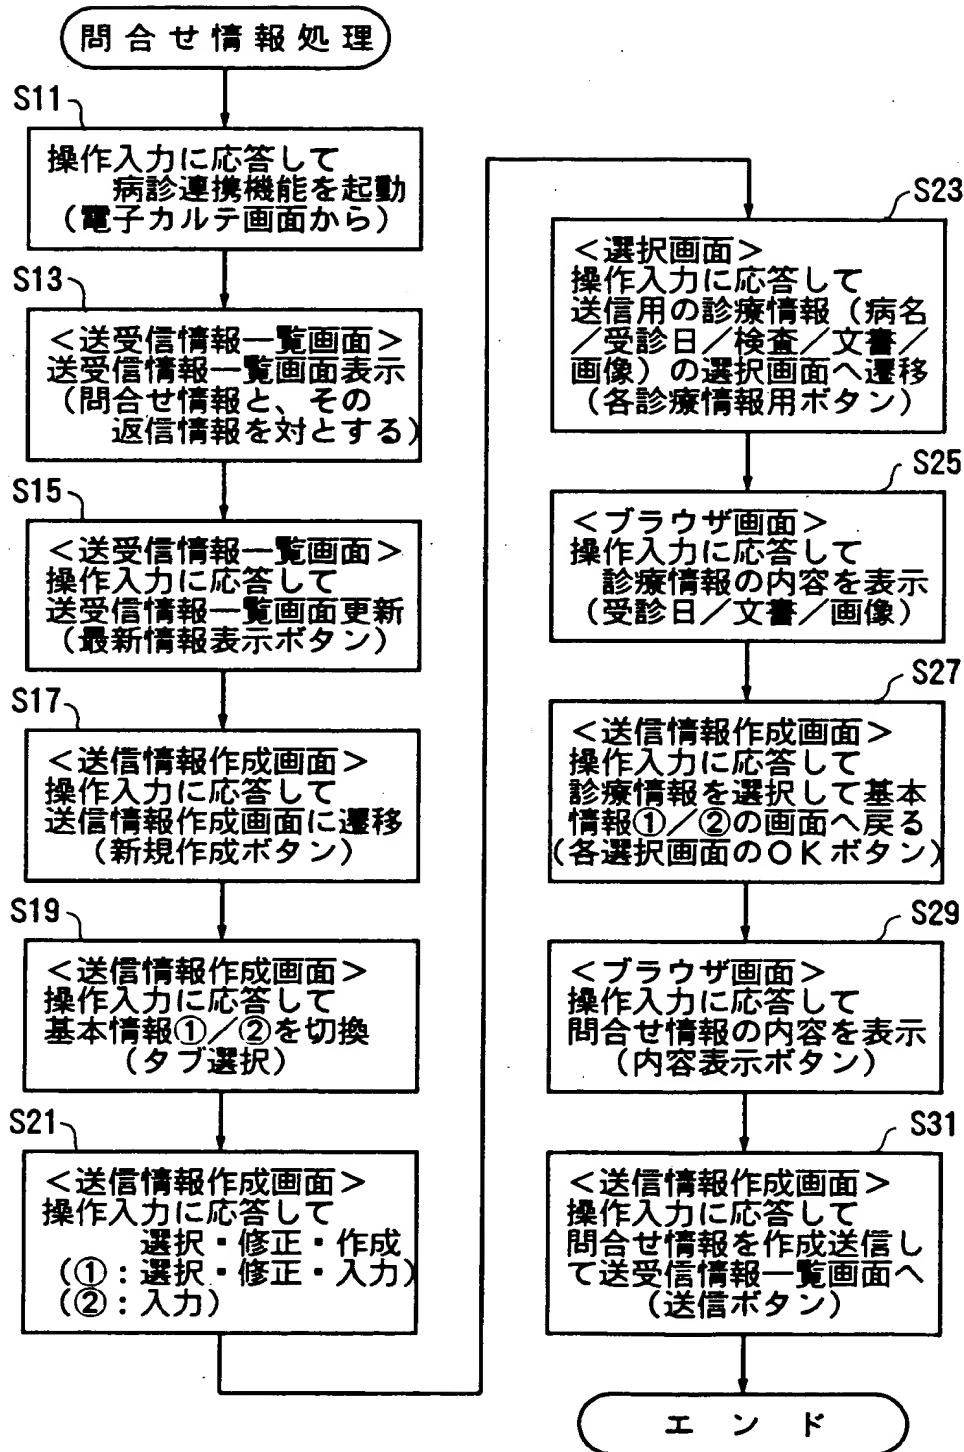 問合せ情報処理
S11
操作入力に応答して
病診連携機能を起動
(電子カルテ画面から)
S13
<送受信情報一覧画面>
送受信情報一覧画面表示
(問合せ情報と、その
返信情報を対とする)
S15
<送受信情報一覧画面>
操作入力に応答して
送受信情報一覧画面更新
(最新情報表示ボタン)
S17
<送信情報作成画面>
操作入力に応答して
送信情報作成画面に遷移
(新規作成ボタン)
S19
<送信情報作成画面>
操作入力に応答して
基本情報①/②を切換
(タブ選択)
S21
<送信情報作成画面>
操作入力に応答して
選択・修正・作成
(①:選択・修正・入力)
(②:入力)
S23
<選択画面>
操作入力に応答して
送信用の診療情報(病名
/受診日/検査/文書/
画像)の選択画面へ遷移
(各診療情報用ボタン)
S25
<ブラウザ画面>
操作入力に応答して
診療情報の内容を表示
(受診日/文書/画像)
S27
<送信情報作成画面>
操作入力に応答して
診療情報を選択して基本
情報①/②の画面へ戻る
(各選択画面のOKボタン)
S29
<ブラウザ画面>
操作入力に応答して
問合せ情報の内容を表示
(内容表示ボタン)
S31
<送信情報作成画面>
操作入力に応答して
問合せ情報を作成送信し
て送受信情報一覧画面へ
(送信ボタン)
エンド